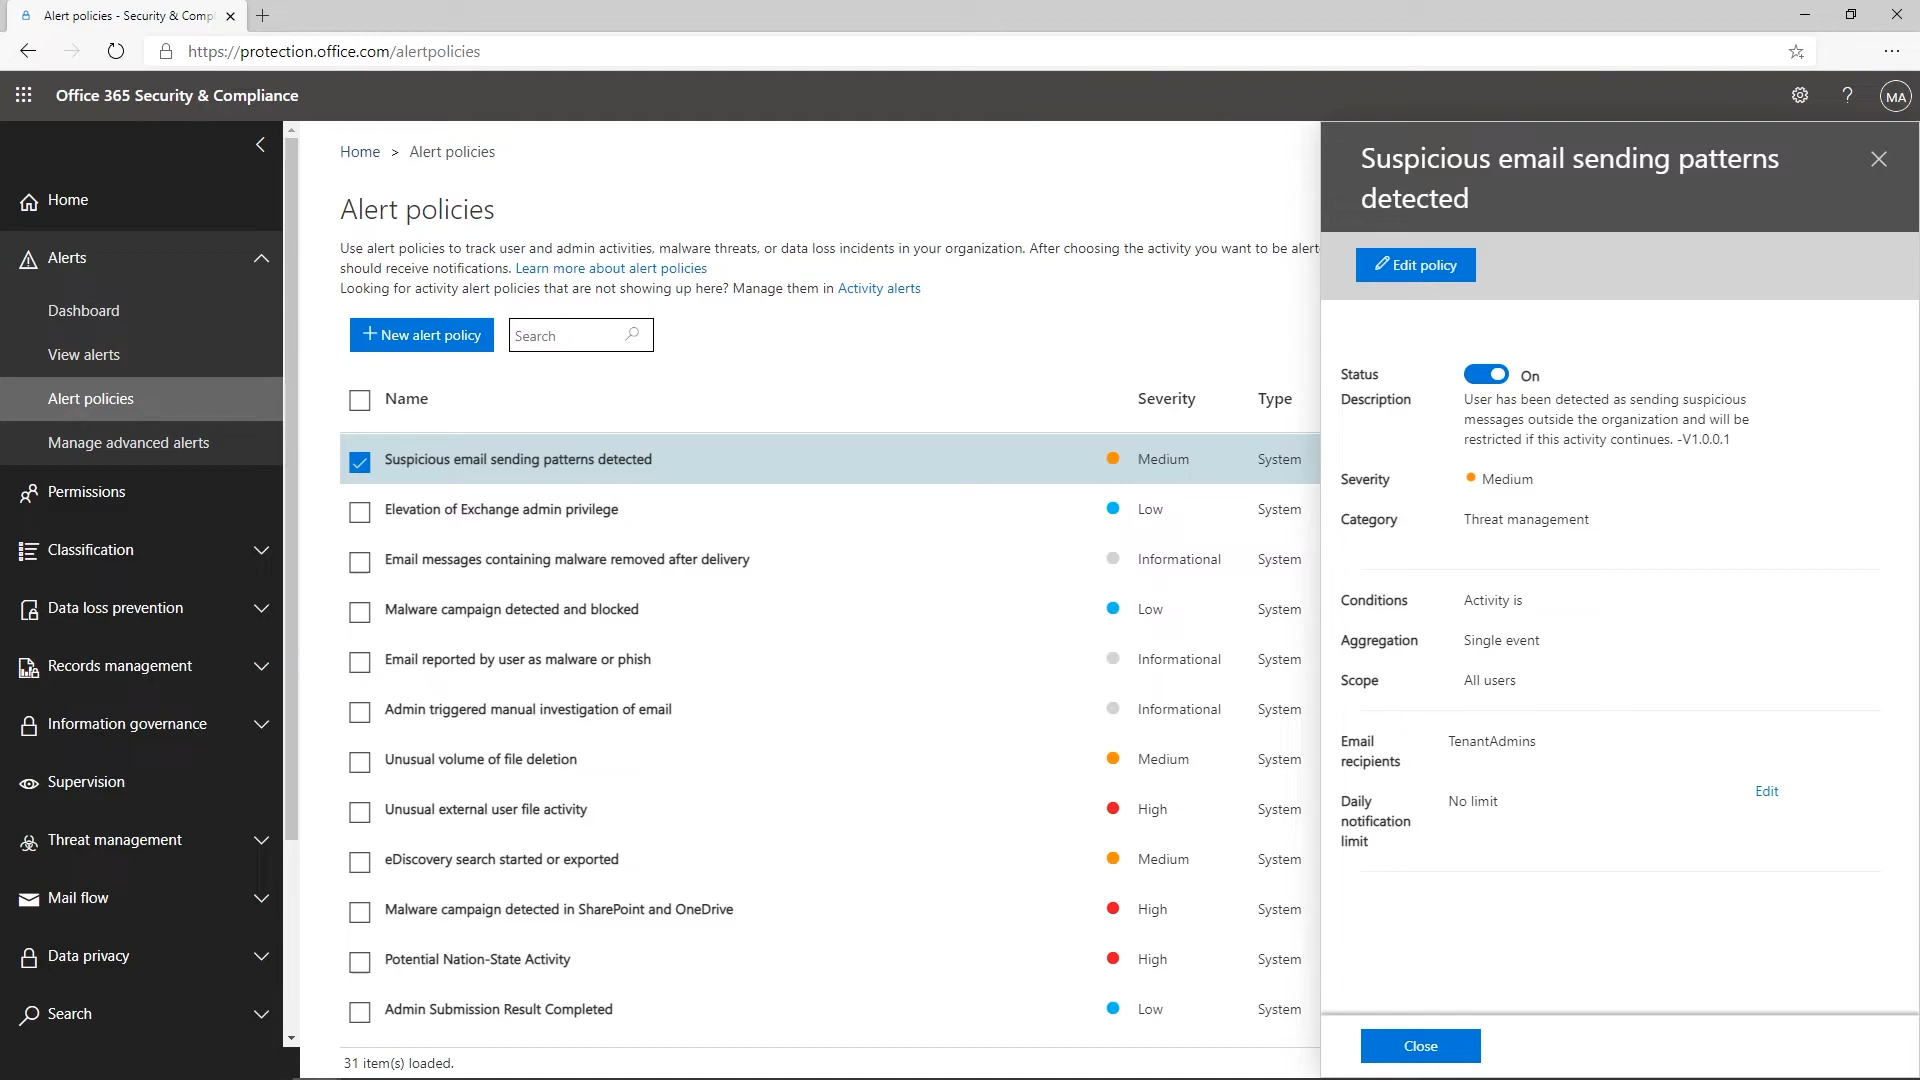 Alert policies - Security & Comp
https://protection.office.com/alertpolicies
Office 365 Security & Compliance
?
MA
Home
Alerts
Dashboard
View alerts
Alert policies
Manage advanced alerts
Permissions
Classification
Data loss prevention
Records management
Information governance
Supervision
Threat management
Mail flow
Data privacy
Search
Home > Alert policies
Alert policies
Use alert policies to track user and admin activities, malware threats, or data loss incidents in your organization. After choosing the activity you want to be alert
should receive notifications. Learn more about alert policies
Looking for activity alert policies that are not showing up here? Manage them in Activity alerts
+ New alert policy
Search
Name Severity Type
Suspicious email sending patterns detected Medium System
Elevation of Exchange admin privilege Low System
Email messages containing malware removed after delivery Informational System
Malware campaign detected and blocked Low System
Email reported by user as malware or phish Informational System
Admin triggered manual investigation of email Informational System
Unusual volume of file deletion Medium System
Unusual external user file activity High System
eDiscovery search started or exported Medium System
Malware campaign detected in SharePoint and OneDrive High System
Potential Nation-State Activity High System
Admin Submission Result Completed Low System
31 item(s) loaded.
Suspicious email sending patterns
detected
Edit policy
Status On
Description User has been detected as sending suspicious
messages outside the organization and will be
restricted if this activity continues. -V1.0.0.1
Severity Medium
Category Threat management
Conditions Activity is
Aggregation Single event
Scope All users
Email TenantAdmins
recipients
Edit
Daily No limit
notification
limit
Close